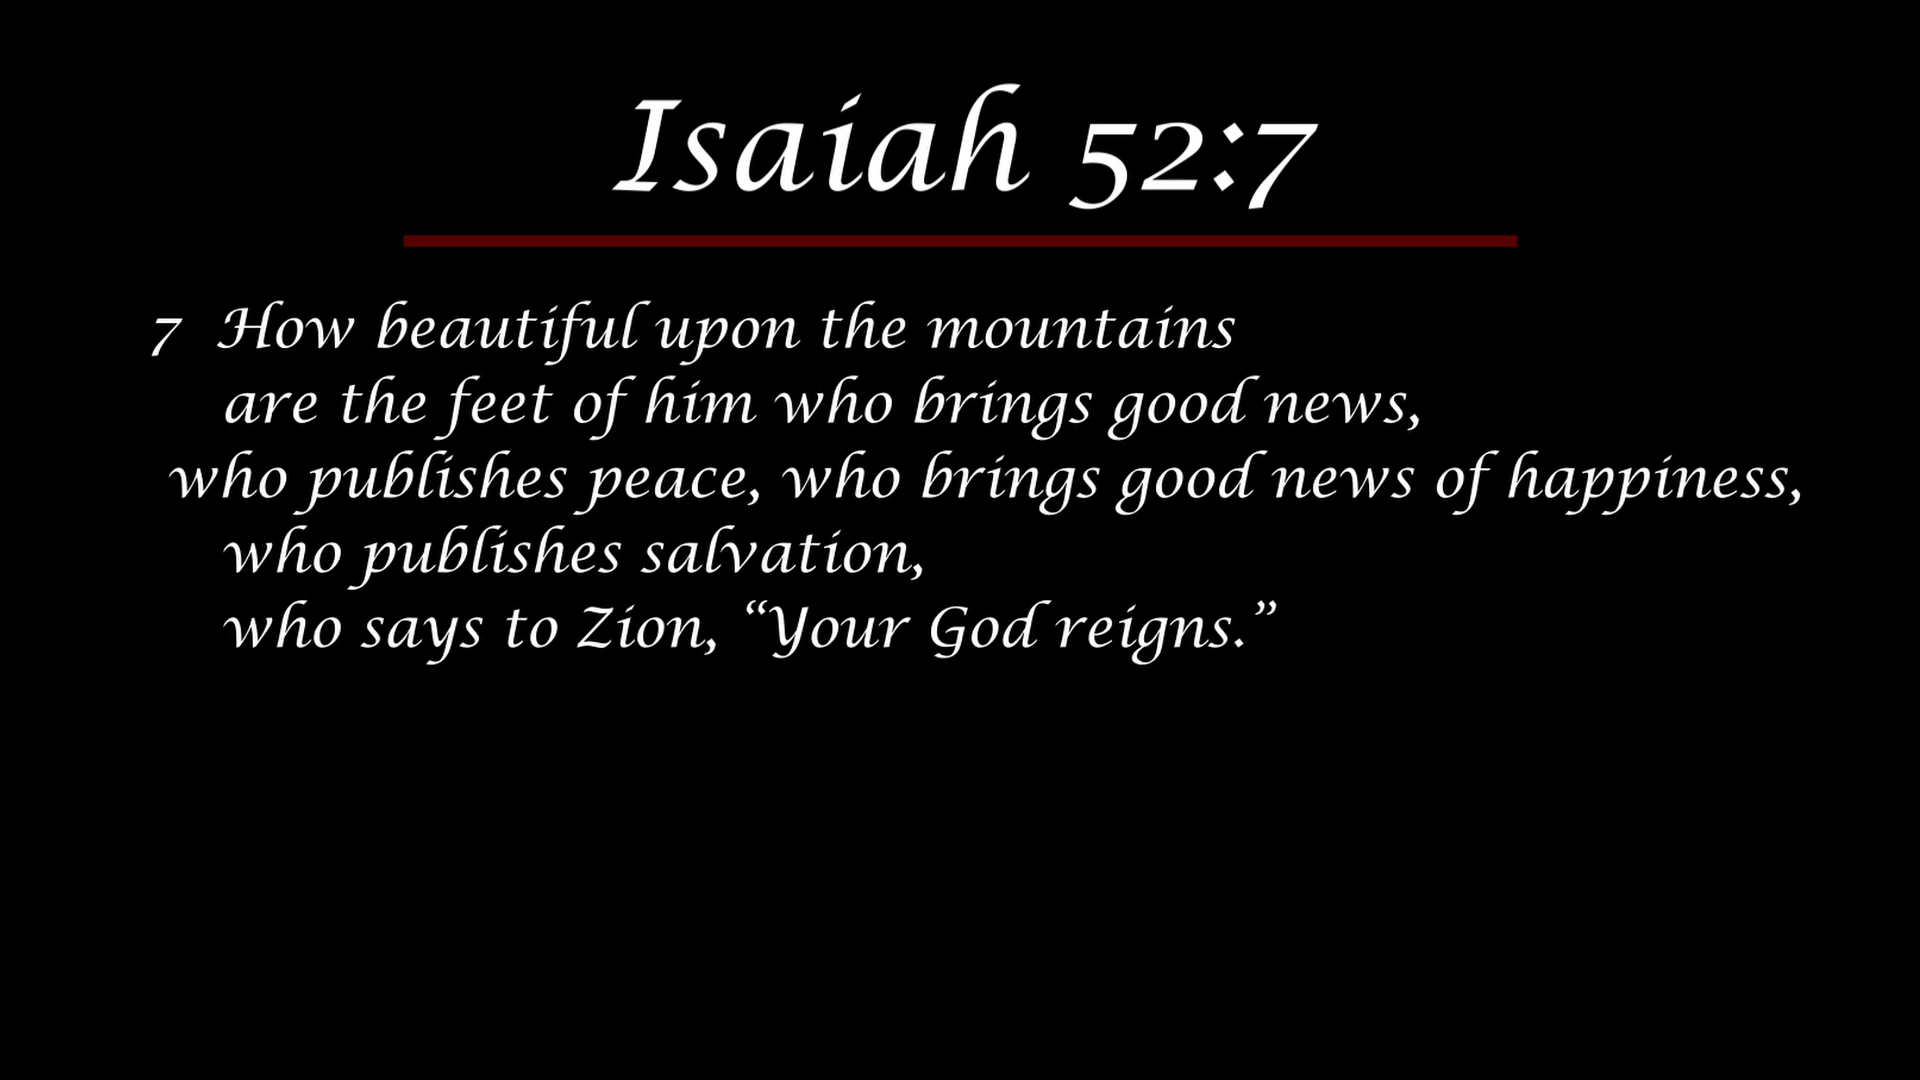 Isaiah 52:7
7 How beautiful upon the mountains
are the feet of him who brings good news,
who publishes peace, who brings good news of happiness,
who publishes salvation,
who says to Zion, “Your God reigns.”